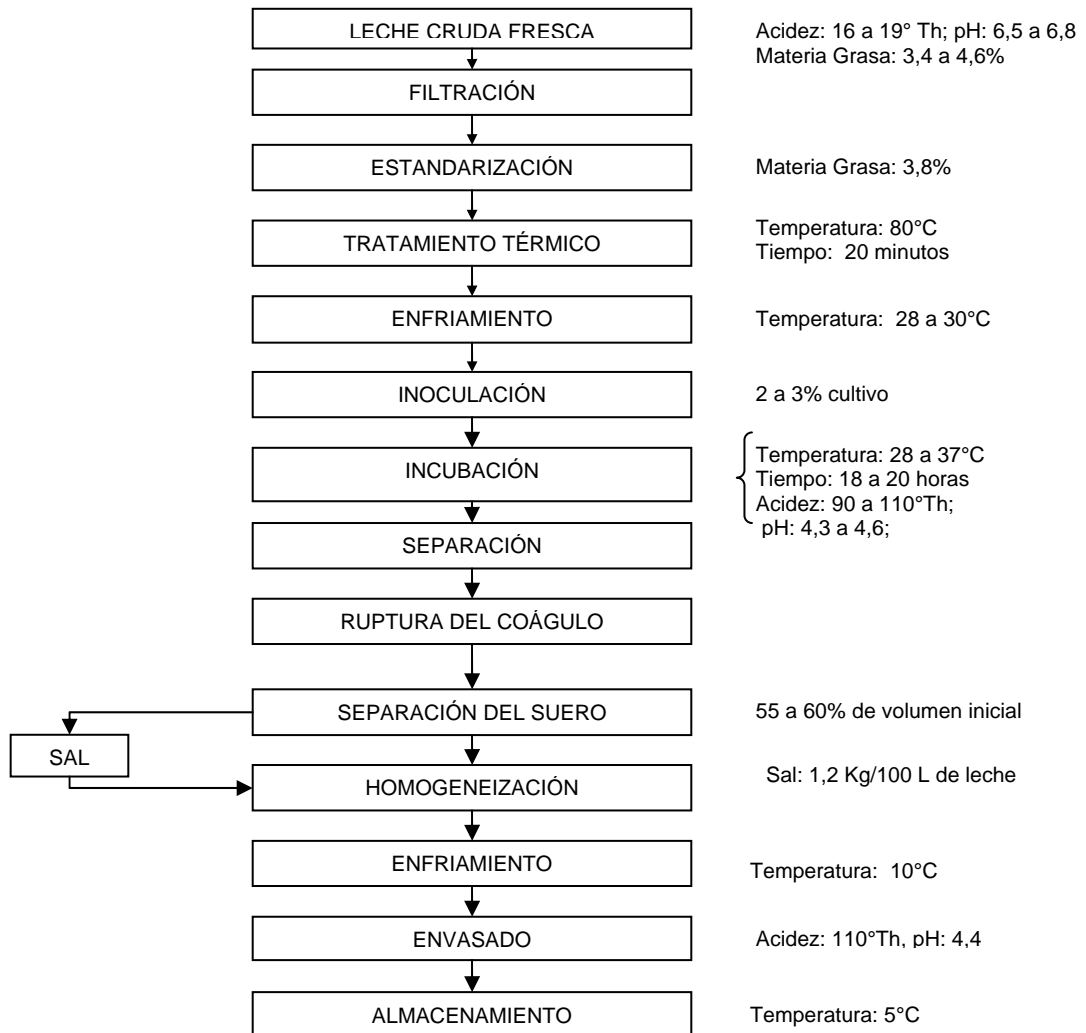 LECHE CRUDA FRESCA
Acidez: 16 a 19° Th; pH: 6,5 a 6,8
Materia Grasa: 3,4 a 4,6%
FILTRACIÓN
ESTANDARIZACIÓN
Materia Grasa: 3,8%
TRATAMIENTO TÉRMICO
Temperatura: 80°C
Tiempo: 20 minutos
ENFRIAMIENTO
Temperatura: 28 a 30°C
INOCULACIÓN
2 a 3% cultivo
INCUBACIÓN
Temperatura: 28 a 37°C
Tiempo: 18 a 20 horas
Acidez: 90 a 110°Th;
pH: 4,3 a 4,6;
SEPARACIÓN
RUPTURA DEL COÁGULO
SEPARACIÓN DEL SUERO
55 a 60% de volumen inicial
SAL
Sal: 1,2 Kg/100 L de leche
HOMOGENEIZACIÓN
ENFRIAMIENTO
Temperatura: 10°C
ENVASADO
Acidez: 110°Th, pH: 4,4
ALMACENAMIENTO
Temperatura: 5°C